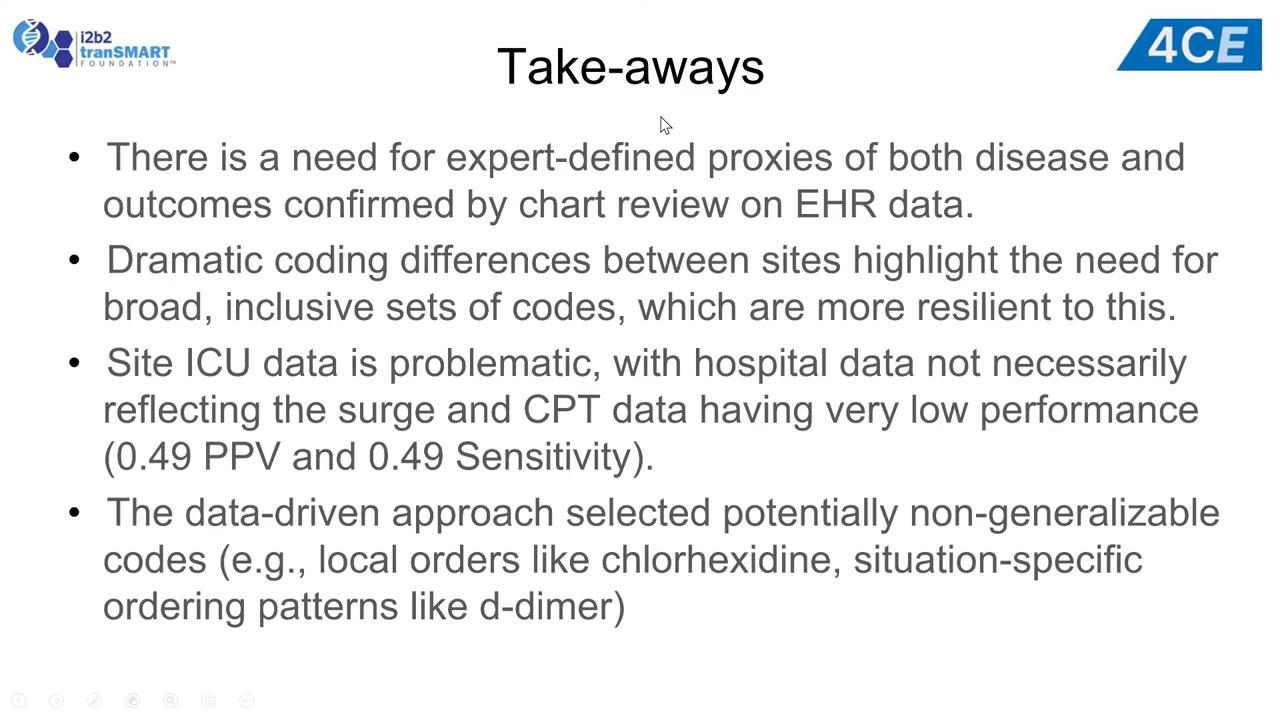 i2b2
tranSMART
FOUNDATION™
4CE
Take-aways
• There is a need for expert-defined proxies of both disease and
outcomes confirmed by chart review on EHR data.
• Dramatic coding differences between sites highlight the need for
broad, inclusive sets of codes, which are more resilient to this.
• Site ICU data is problematic, with hospital data not necessarily
reflecting the surge and CPT data having very low performance
(0.49 PPV and 0.49 Sensitivity).
• The data-driven approach selected potentially non-generalizable
codes (e.g., local orders like chlorhexidine, situation-specific
ordering patterns like d-dimer)